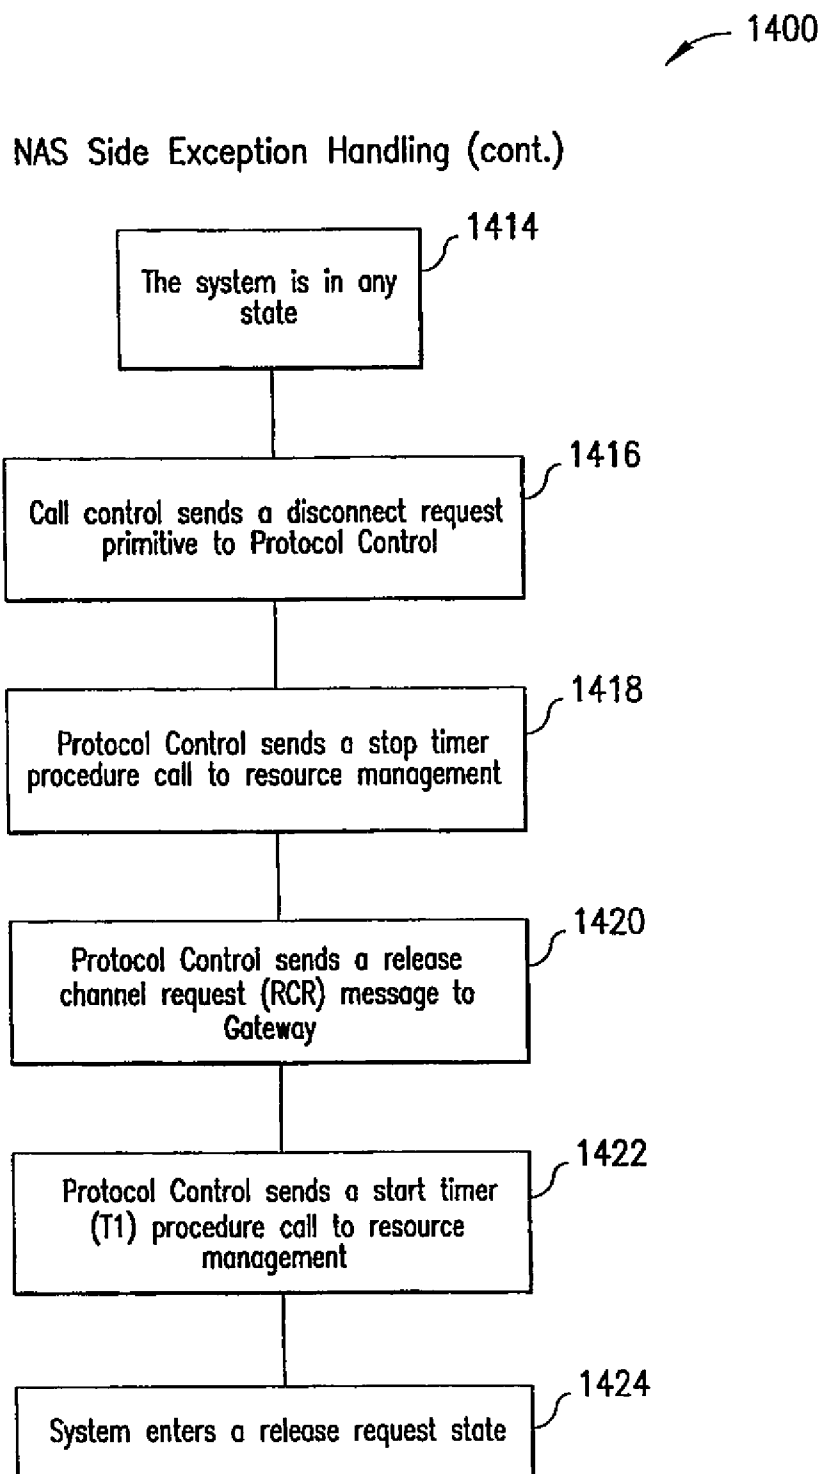 1400
NAS Side Exception Handling (cont.)
1414
The system is in any
state
1416
Call control sends a disconnect request
primitive to Protocol Control
1418
Protocol Control sends a stop timer
procedure call to resource management
1420
Protocol Control sends a release
channel request (RCR) message to
Gateway
1422
Protocol Control sends a start timer
(T1) procedure call to resource
management
1424
System enters a release request state